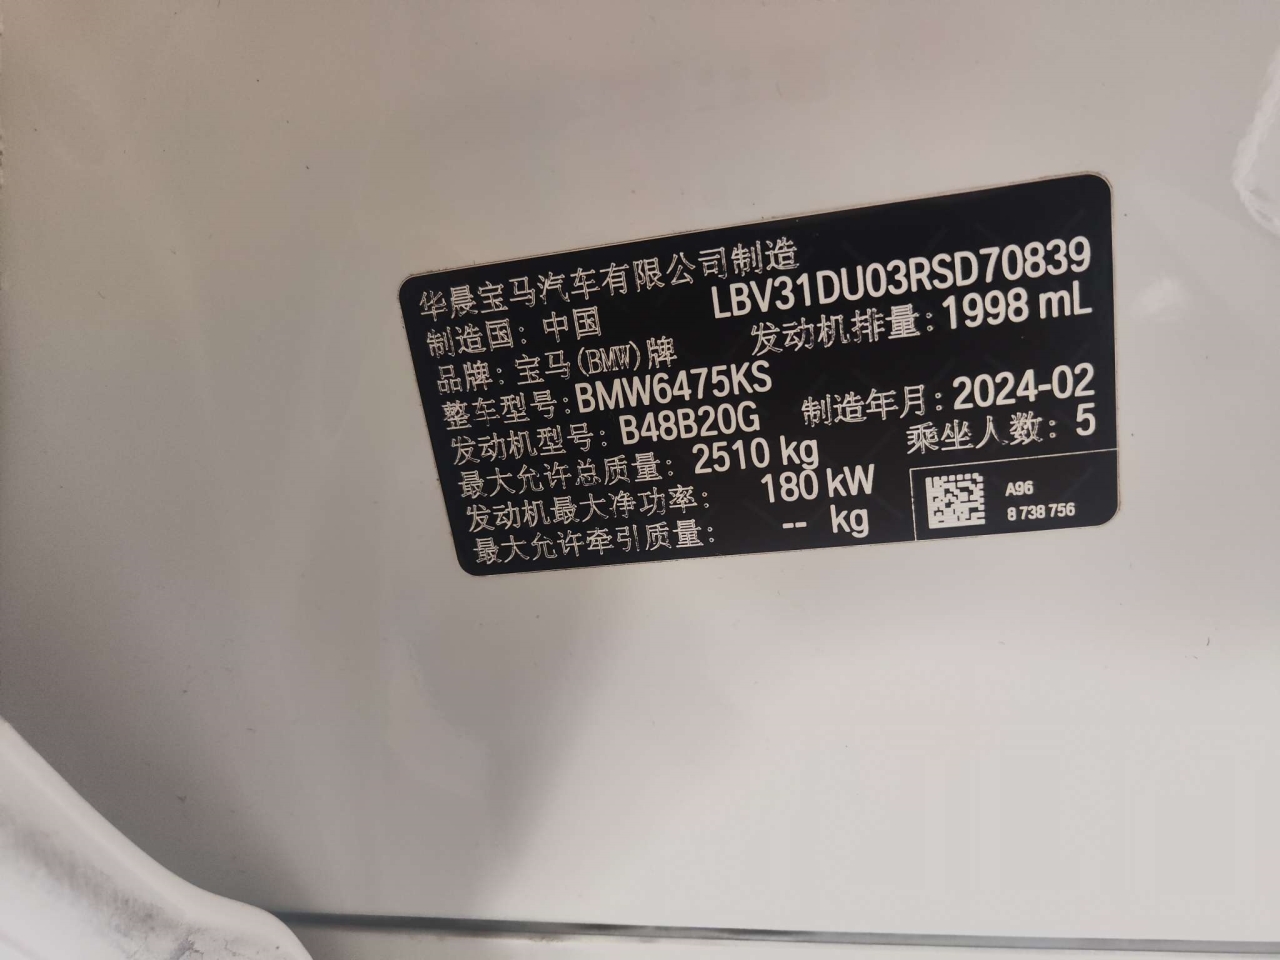 华晨宝马汽车有限公司制造
制造国：中国 LBV31DU03RSD70839
品牌：宝马(BMW)牌 发动机排量：1998 mL
整车型号：BMW6475KS
发动机型号：B48B20G 制造年月：2024-02
最大允许总质量：2510 kg 乘坐人数：5
发动机最大净功率：180 kW
最大允许牵引质量：-- kg
A96
8 738 756